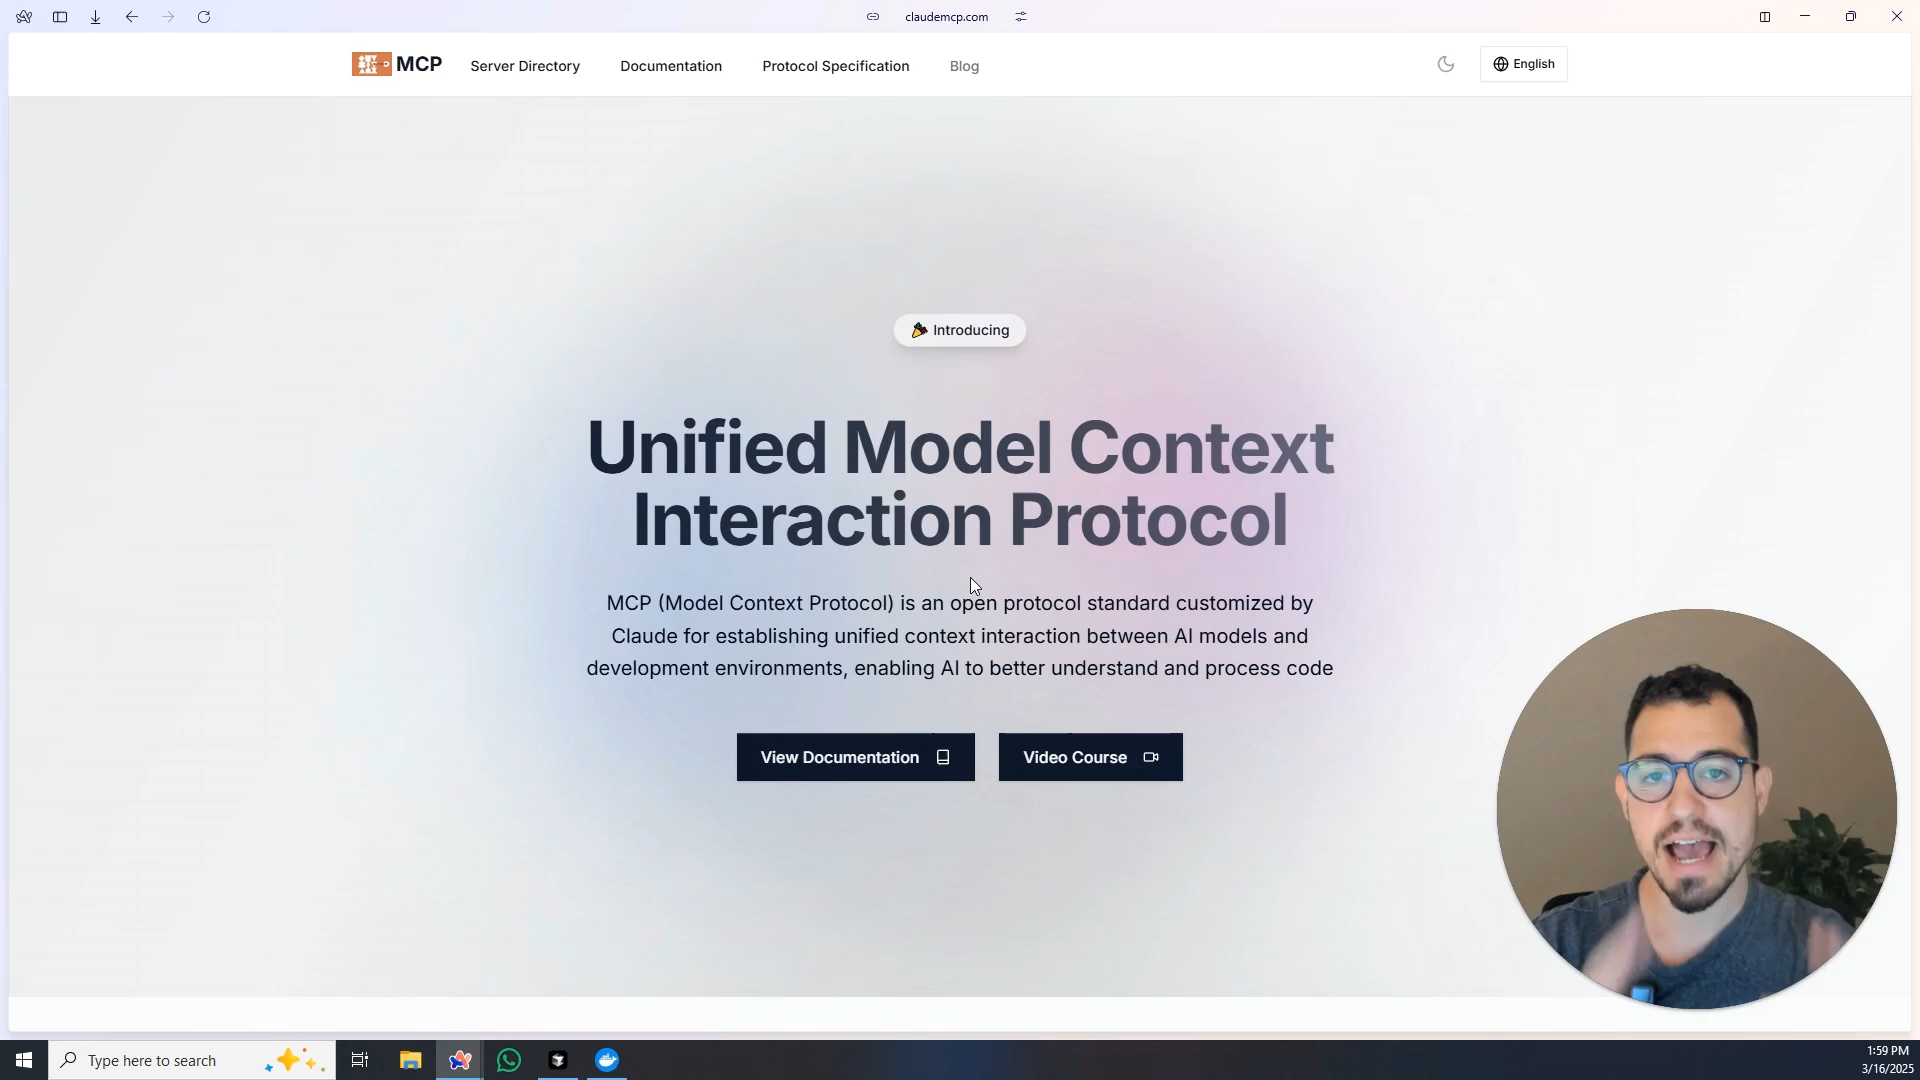 claudemcp.com
MCP
Server Directory
Documentation
Protocol Specification
Blog
English
Introducing
Unified Model Context
Interaction Protocol
MCP (Model Context Protocol) is an open protocol standard customized by
Claude for establishing unified context interaction between AI models and
development environments, enabling AI to better understand and process code
View Documentation
Video Course
Type here to search
1:59 PM
3/16/2025